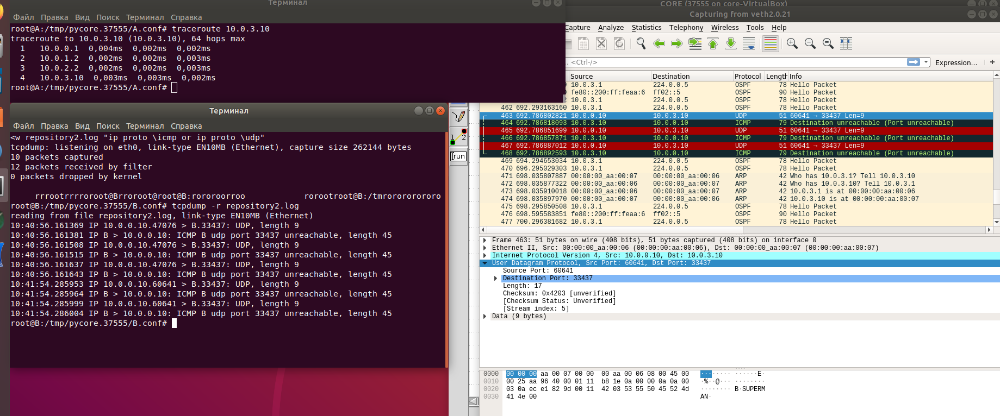 Терминал
Файл Правка Вид Поиск Терминал Справка
root@A:/tmp/pycore.37555/A.conf# traceroute 10.0.3.10
traceroute to 10.0.3.10 (10.0.3.10), 64 hops max
1 10.0.0.1 0,004ms 0,002ms 0,002ms
2 10.0.1.2 0,002ms 0,002ms 0,003ms
3 10.0.2.2 0,002ms 0,002ms 0,003ms
4 10.0.3.10 0,003ms 0,003ms 0,002ms
root@A:/tmp/pycore.37555/A.conf#
Терминал
Файл Правка Вид Поиск Терминал Справка
<w repository2.log "ip proto \icmp or ip proto \udp"
tcpdump: listening on eth0, link-type EN10MB (Ethernet), capture size 262144 bytes
10 packets captured
12 packets received by filter
0 packets dropped by kernel
rrrootrrrroroot@Brroroot@root@B:rororoorroo rorootroot@B:/tmrororororororo
root@B:/tmp/pycore.37555/B.conf# tcpdump -r repository2.log
reading from file repository2.log, link-type EN10MB (Ethernet)
10:40:56.161369 IP 10.0.0.10.47076 > B.33437: UDP, length 9
10:40:56.161381 IP B > 10.0.0.10: ICMP B udp port 33437 unreachable, length 45
10:40:56.161508 IP 10.0.0.10.47076 > B.33437: UDP, length 9
10:40:56.161515 IP B > 10.0.0.10: ICMP B udp port 33437 unreachable, length 45
10:40:56.161637 IP 10.0.0.10.47076 > B.33437: UDP, length 9
10:40:56.161643 IP B > 10.0.0.10: ICMP B udp port 33437 unreachable, length 45
10:41:54.285953 IP 10.0.0.10.60641 > B.33437: UDP, length 9
10:41:54.285964 IP B > 10.0.0.10: ICMP B udp port 33437 unreachable, length 45
10:41:54.285999 IP 10.0.0.10.60641 > B.33437: UDP, length 9
10:41:54.286004 IP B > 10.0.0.10: ICMP B udp port 33437 unreachable, length 45
root@B:/tmp/pycore.37555/B.conf#
1 2
run
CORE (37555 on core-VirtualBox)
Capturing from veth2.0.21
Capture Analyze Statistics Telephony Wireless Tools Help
<Ctrl-/> Expression… +
Source Destination Protocol Length Info
10.0.3.1 224.0.0.5 OSPF 78 Hello Packet
fe80::200:ff:feaa:6 ff02::5 OSPF 90 Hello Packet
10.0.3.1 224.0.0.5 OSPF 78 Hello Packet
462 692.293163160 10.0.3.1 224.0.0.5 OSPF 78 Hello Packet
463 692.786802821 10.0.0.10 10.0.3.10 UDP 51 60641 → 33437 Len=9
464 692.786818093 10.0.3.10 10.0.0.10 ICMP 79 Destination unreachable (Port unreachable)
465 692.786851699 10.0.0.10 10.0.3.10 UDP 51 60641 → 33437 Len=9
466 692.786857871 10.0.3.10 10.0.0.10 ICMP 79 Destination unreachable (Port unreachable)
467 692.786887012 10.0.0.10 10.0.3.10 UDP 51 60641 → 33437 Len=9
468 692.786892593 10.0.3.10 10.0.0.10 ICMP 79 Destination unreachable (Port unreachable)
469 694.294653034 10.0.3.1 224.0.0.5 OSPF 78 Hello Packet
470 696.295029303 10.0.3.1 224.0.0.5 OSPF 78 Hello Packet
471 698.035807887 00:00:00_aa:00:07 00:00:00_aa:00:06 ARP 42 Who has 10.0.3.1? Tell 10.0.3.10
472 698.035877322 00:00:00_aa:00:06 00:00:00_aa:00:07 ARP 42 Who has 10.0.3.10? Tell 10.0.3.1
473 698.035910018 00:00:00_aa:00:06 00:00:00_aa:00:07 ARP 42 10.0.3.1 is at 00:00:00:aa:00:06
474 698.035897970 00:00:00_aa:00:07 00:00:00_aa:00:06 ARP 42 10.0.3.10 is at 00:00:00:aa:00:07
475 698.295850508 10.0.3.1 224.0.0.5 OSPF 78 Hello Packet
476 698.595583851 fe80::200:ff:feaa:6 ff02::5 OSPF 90 Hello Packet
477 700.296381682 10.0.3.1 224.0.0.5 OSPF 78 Hello Packet
Frame 463: 51 bytes on wire (408 bits), 51 bytes captured (408 bits) on interface 0
Ethernet II, Src: 00:00:00_aa:00:06 (00:00:00:aa:00:06), Dst: 00:00:00_aa:00:07 (00:00:00:aa:00:07)
Internet Protocol Version 4, Src: 10.0.0.10, Dst: 10.0.3.10
User Datagram Protocol, Src Port: 60641, Dst Port: 33437
Source Port: 60641
Destination Port: 33437
Length: 17
Checksum: 0x4203 [unverified]
[Checksum Status: Unverified]
[Stream index: 5]
Data (9 bytes)
0000 00 00 00 aa 00 07 00 00 00 aa 00 06 08 00 45 00 ········ ······E·
0010 00 25 aa 96 40 00 01 11 b8 1e 0a 00 00 0a 0a 00 ·%··@··· ········
0020 03 0a ec e1 82 9d 00 11 42 03 53 55 50 45 52 4d ········ B·SUPERM
0030 41 4e 00 AN·